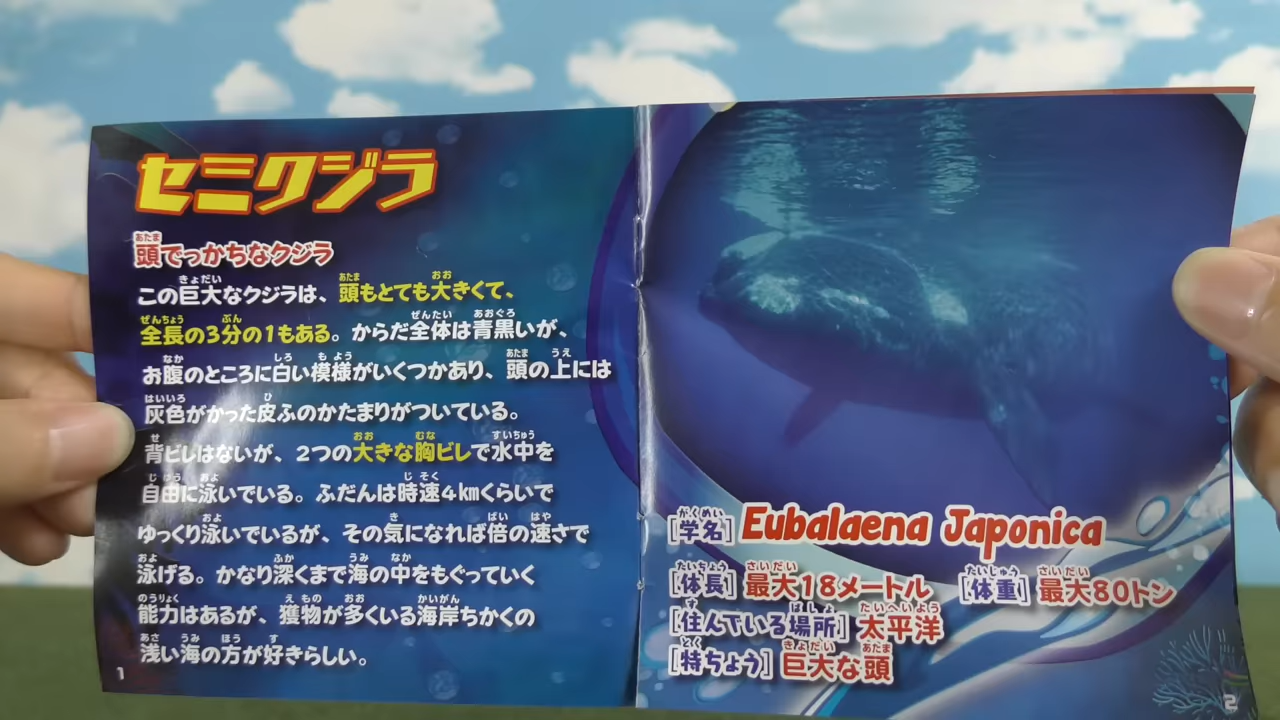 セミクジラ
頭でっかちなクジラ
この巨大なクジラは、頭もとても大きくて、
全長の3分の1もある。からだ全体は青黒いが、
お腹のところに白い模様がいくつかあり、頭の上には
灰色がかった皮ふのかたまりがついている。
背ビレはないが、2つの大きな胸ビレで水中を
自由に泳いでいる。ふだんは時速4kmくらいで
ゆっくり泳いでいるが、その気になれば倍の速さで
泳げる。かなり深くまで海の中をもぐっていく
能力はあるが、獲物が多くいる海岸ちかくの
浅い海の方が好きらしい。
1
[学名] Eubalaena Japonica
[体長] 最大18メートル [体重] 最大80トン
[住んでいる場所] 太平洋
[特ちょう] 巨大な頭
2